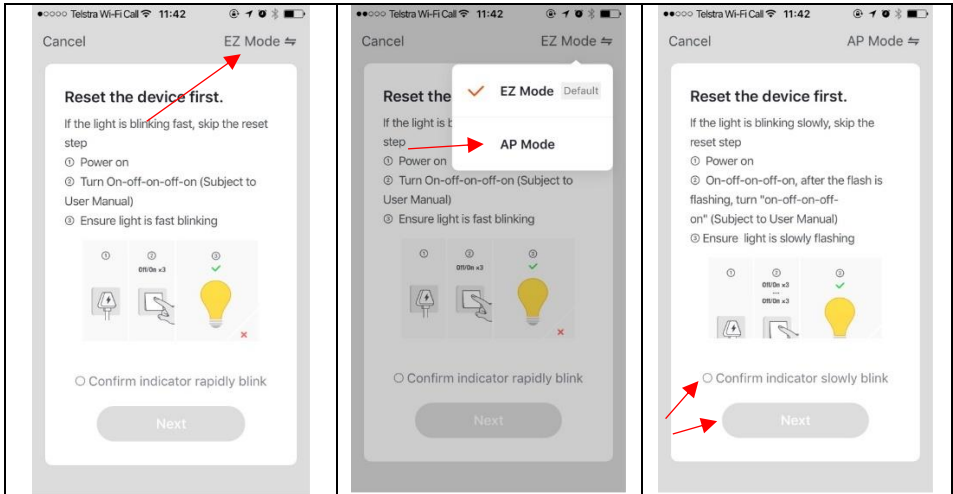 Telstra Wi-Fi Call 11:42
Cancel EZ Mode ⇋
Reset the device first.
If the light is blinking fast, skip the reset
step
① Power on
② Turn On-off-on-off-on (Subject to
User Manual)
③ Ensure light is fast blinking
① ② ③
Off/On x3
Confirm indicator rapidly blink
Next
Telstra Wi-Fi Call 11:42
Cancel EZ Mode ⇋
EZ Mode Default
AP Mode
Reset the
If the light is b
step
① Power on
② Turn On-off-on-off-on (Subject to
User Manual)
③ Ensure light is fast blinking
① ② ③
Off/On x3
Confirm indicator rapidly blink
Next
Telstra Wi-Fi Call 11:42
Cancel AP Mode ⇋
Reset the device first.
If the light is blinking slowly, skip the
reset step
① Power on
② On-off-on-off-on, after the flash is
flashing, turn "on-off-on-off-
on" (Subject to User Manual)
③ Ensure light is slowly flashing
Off/On x3
...
Off/On x3
Confirm indicator slowly blink
Next